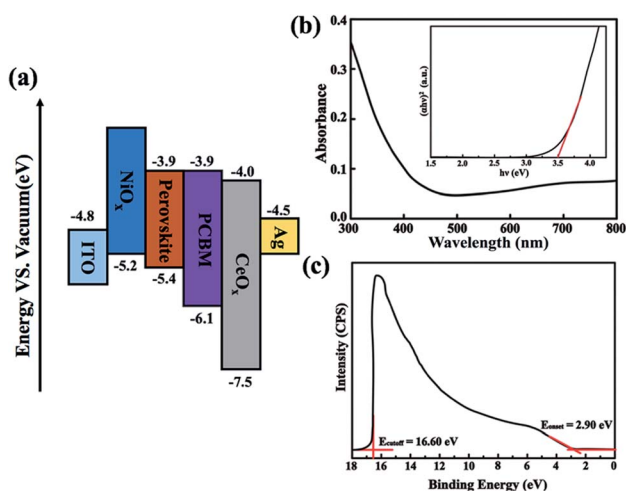 (a)
Energy VS. Vacuum(eV)
-4.8
ITO
NiOx
-5.2
-3.9
Perovskite
-5.4
-3.9
PCBM
-6.1
-4.0
CeOx
-7.5
-4.5
Ag
(b)
Absorbance
0.4
0.3
0.2
0.1
0.0
300 400 500 600 700 800
Wavelength (nm)
(αhv)² (a.u.)
1.5 2.0 2.5 3.0 3.5 4.0
hv (eV)
(c)
Intensity (CPS)
Ecutoff = 16.60 eV
Eonset = 2.90 eV
18 16 14 12 10 8 6 4 2 0
Binding Energy (eV)